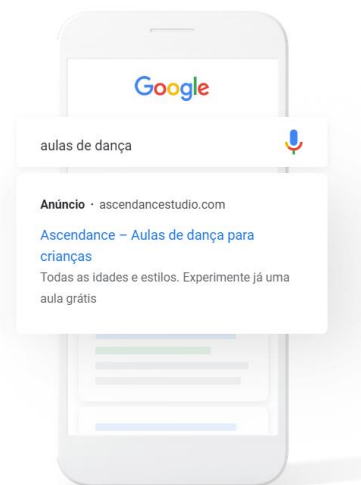 Google
aulas de dança
Anúncio · ascendancestudio.com
Ascendance – Aulas de dança para
crianças
Todas as idades e estilos. Experimente já uma
aula grátis